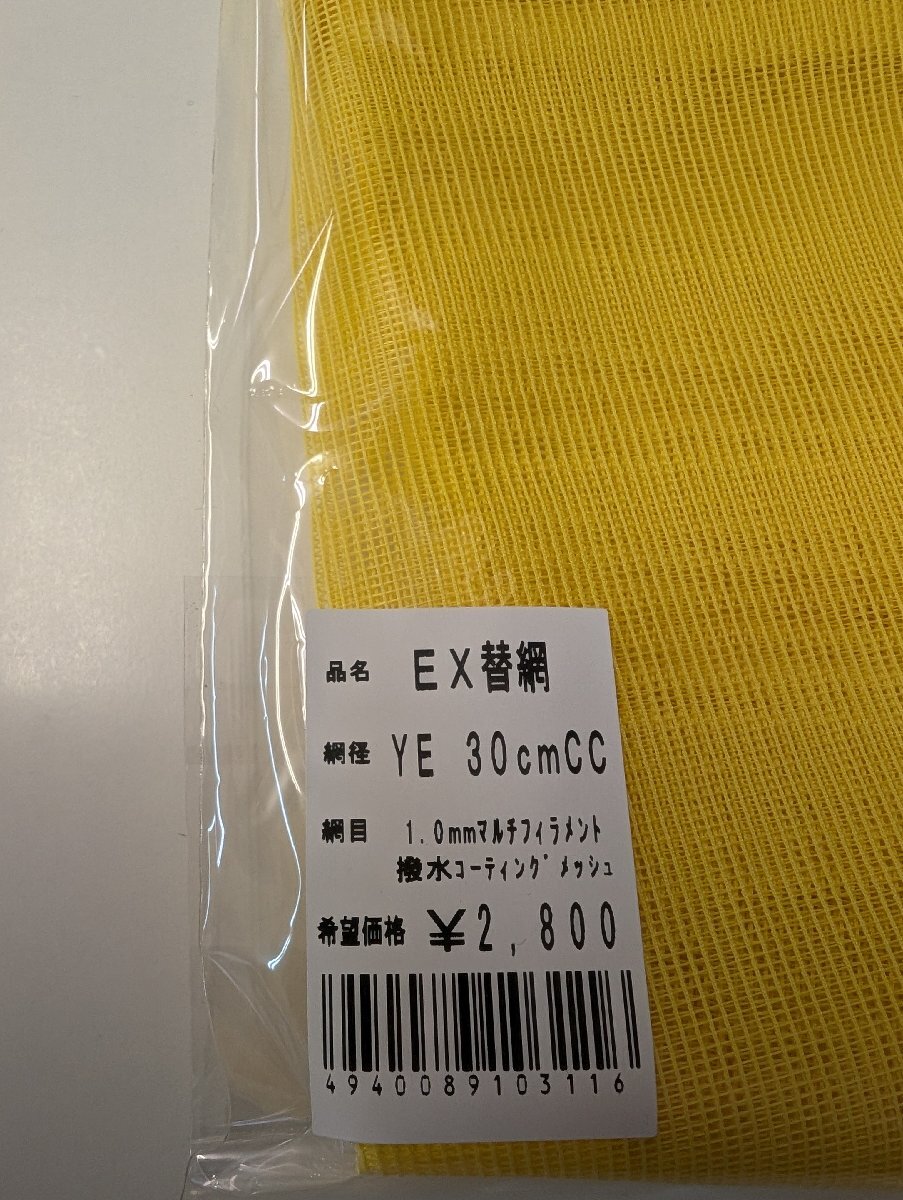 品名 EX替網
網径 YE 30cmCC
網目 1.0mmマルチフィラメント
撥水コーティング゛メッシュ
希望価格 ¥2,800
4940089103116